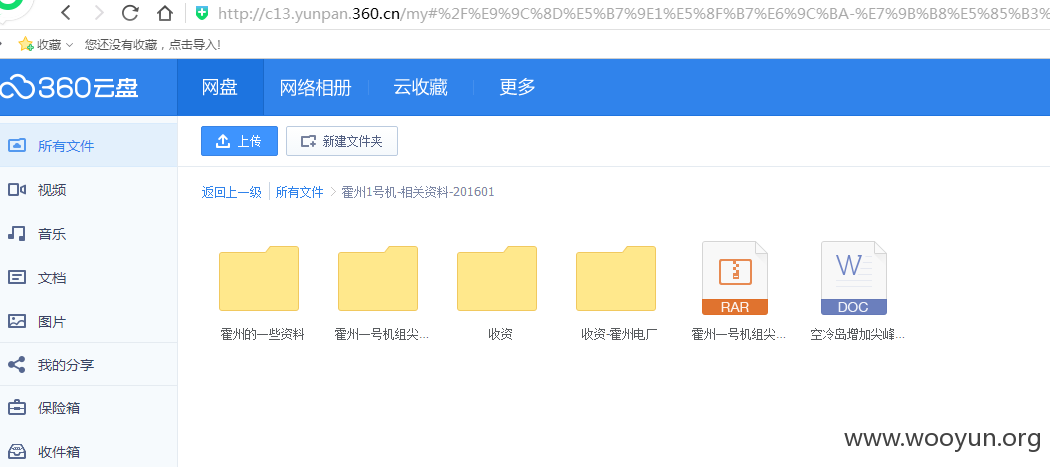 http://c13.yunpan.360.cn/my#%2F%E9%9C%8D%E5%B7%9E1%E5%8F%B7%E6%9C%BA-%E7%9B%B8%E5%85%B3%
收藏 您还没有收藏，点击导入!
360云盘 网盘 网络相册 云收藏 更多
所有文件
视频
音乐
文档
图片
我的分享
保险箱
收件箱
上传 新建文件夹
返回上一级 所有文件 霍州1号机-相关资料-201601
RAR DOC
W
霍州的一些资料 霍州一号机组尖... 收资 收资-霍州电厂 霍州一号机组尖... 空冷岛增加尖峰...
www.wooyun.org